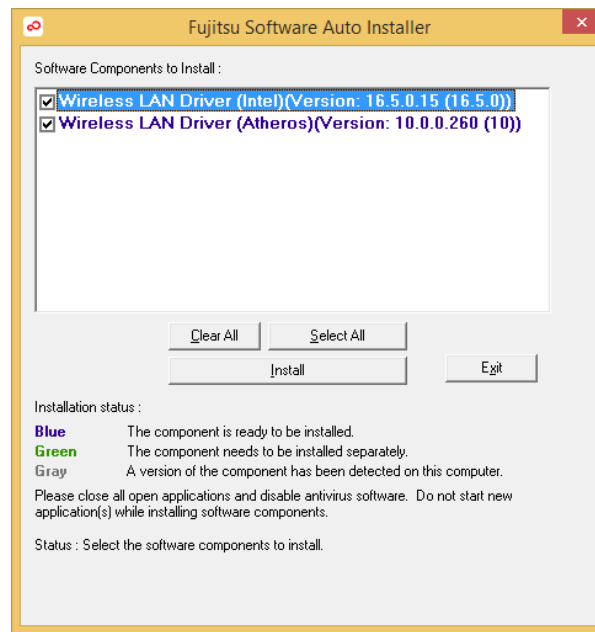 Fujitsu Software Auto Installer
Software Components to Install :
Wireless LAN Driver (Intel)(Version: 16.5.0.15 (16.5.0))
Wireless LAN Driver (Atheros)(Version: 10.0.0.260 (10))
Clear All Select All
Install Exit
Installation status :
Blue The component is ready to be installed.
Green The component needs to be installed separately.
Gray A version of the component has been detected on this computer.
Please close all open applications and disable antivirus software. Do not start new
application(s) while installing software components.
Status : Select the software components to install.